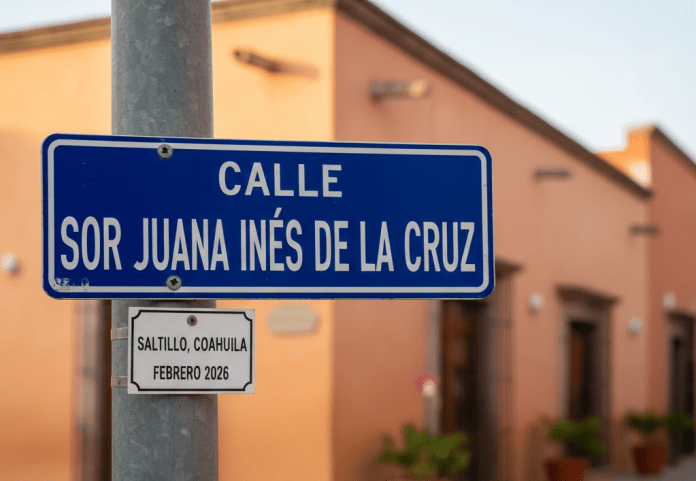 CALLE
SOR JUANA INÉS DE LA CRUZ
SALTILLO, COAHUILA
FEBRERO 2026